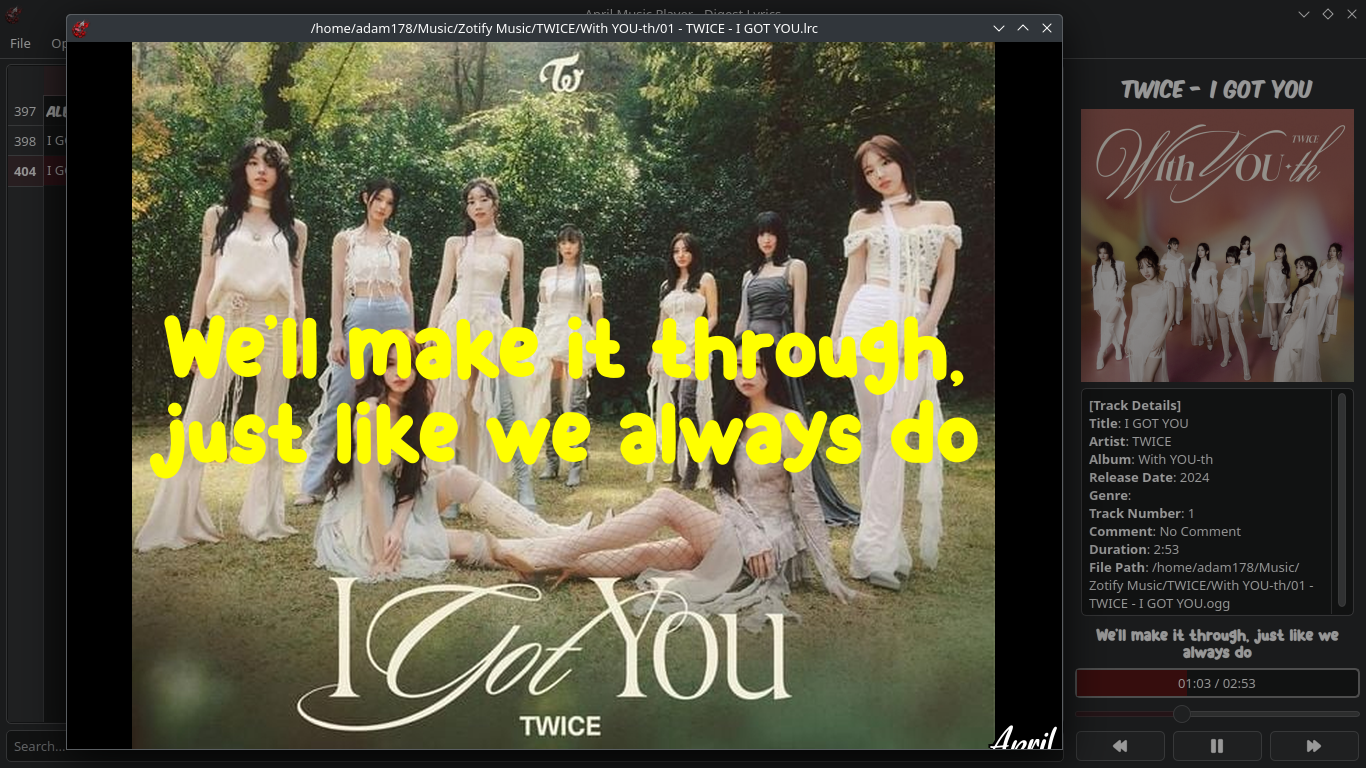 April Music Player - Digest Lyrics
/home/adam178/Music/Zotify Music/TWICE/With YOU-th/01 - TWICE - I GOT YOU.lrc
File
397
398 I G
404 I G
Search...
We'll make it through,
just like we always do
I Got You
TWICE
April
TWICE - I GOT YOU
TWICE
With YOU-th
[Track Details]
Title: I GOT YOU
Artist: TWICE
Album: With YOU-th
Release Date: 2024
Genre:
Track Number: 1
Comment: No Comment
Duration: 2:53
File Path: /home/adam178/Music/
Zotify Music/TWICE/With YOU-th/01 -
TWICE - I GOT YOU.ogg
We'll make it through, just like we
always do
01:03 / 02:53